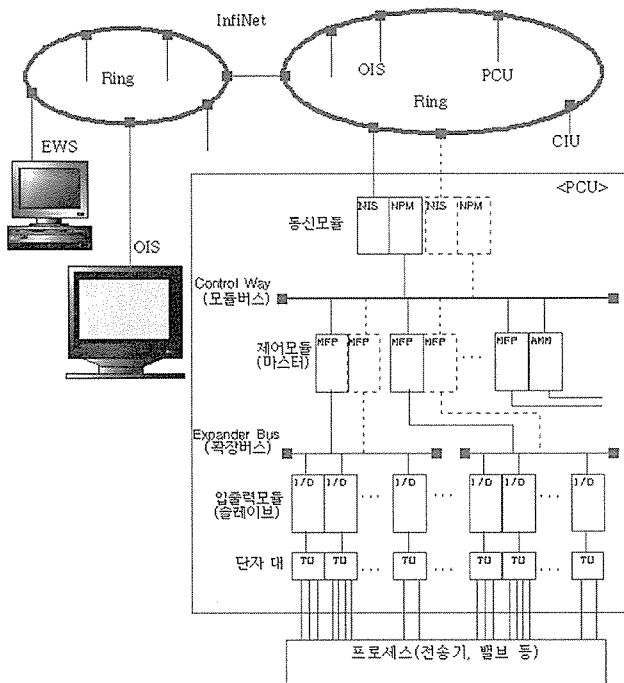 InfiNet
Ring
OIS
PCU
Ring
CIU
EWS
OIS
<PCU>
통신모듈
NIS NPM NIS NPM
Control Way
(모듈버스)
제어모듈
(마스터)
MFP MFP MFP MFP ... MFP AMM
Expander Bus
(확장버스)
입출력모듈
(슬레이브)
I/O I/O ... I/O ... I/O I/O ... I/O
단자 대
TU TU ... TU ... TU TU ... TU
프로세스(전송기, 밸브 등)